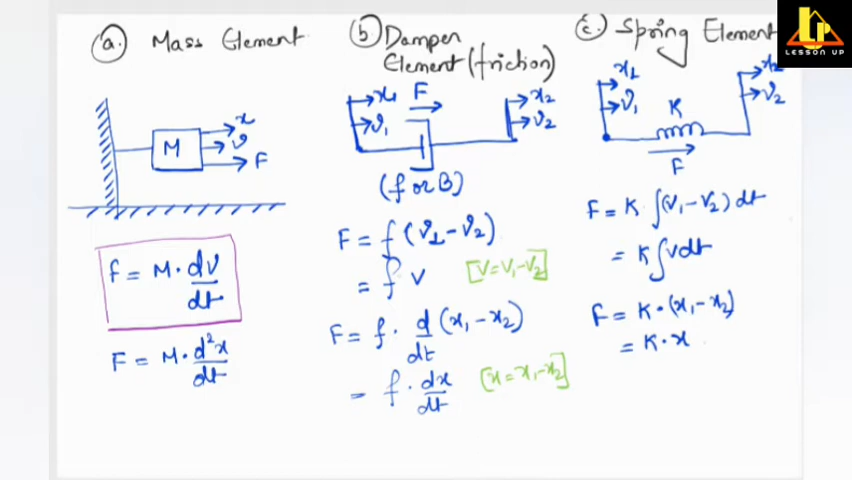 a. Mass Element
M
x
v
F
F = M · dv/dt
F = M · d²x/dt
b Damper
Element (friction)
x₁
v₁
F
x₂
v₂
(f or B)
F = f (v₁ - v₂)
= f v [v = v₁ - v₂]
F = f · d/dt (x₁ - x₂)
= f · dx/dt [x = x₁ - x₂]
c. Spring Element
x₁
v₁
K
F
x₂
v₂
F = K ∫(v₁ - v₂) dt
= K ∫v dt
F = K · (x₁ - x₂)
= K · x
LESSON UP